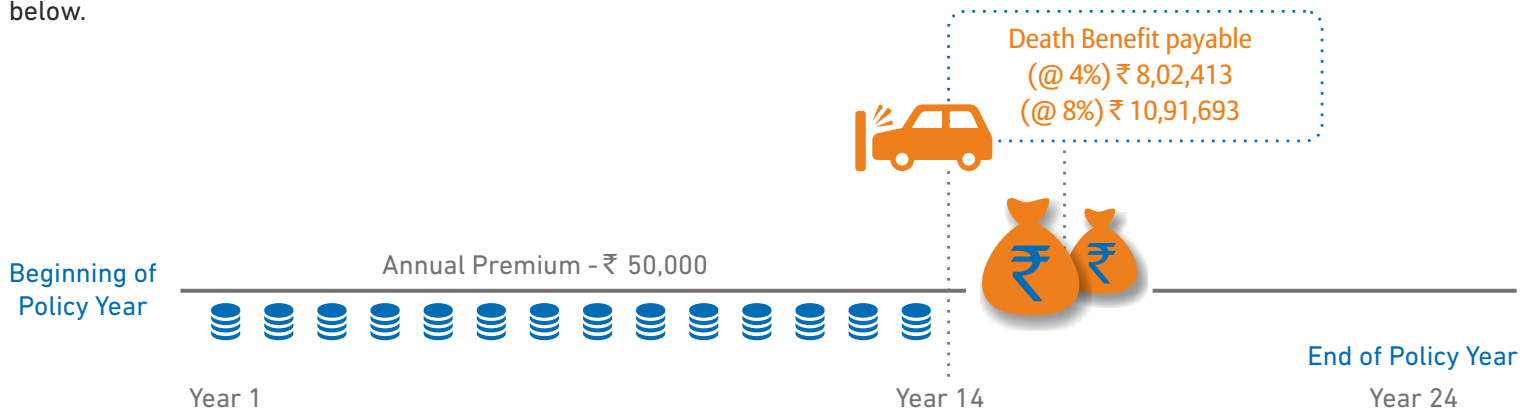 below.
Death Benefit payable
(@ 4%) ₹ 8,02,413
(@ 8%) ₹ 10,91,693
₹
₹
Beginning of
Policy Year
Annual Premium - ₹ 50,000
End of Policy Year
Year 1
Year 14
Year 24